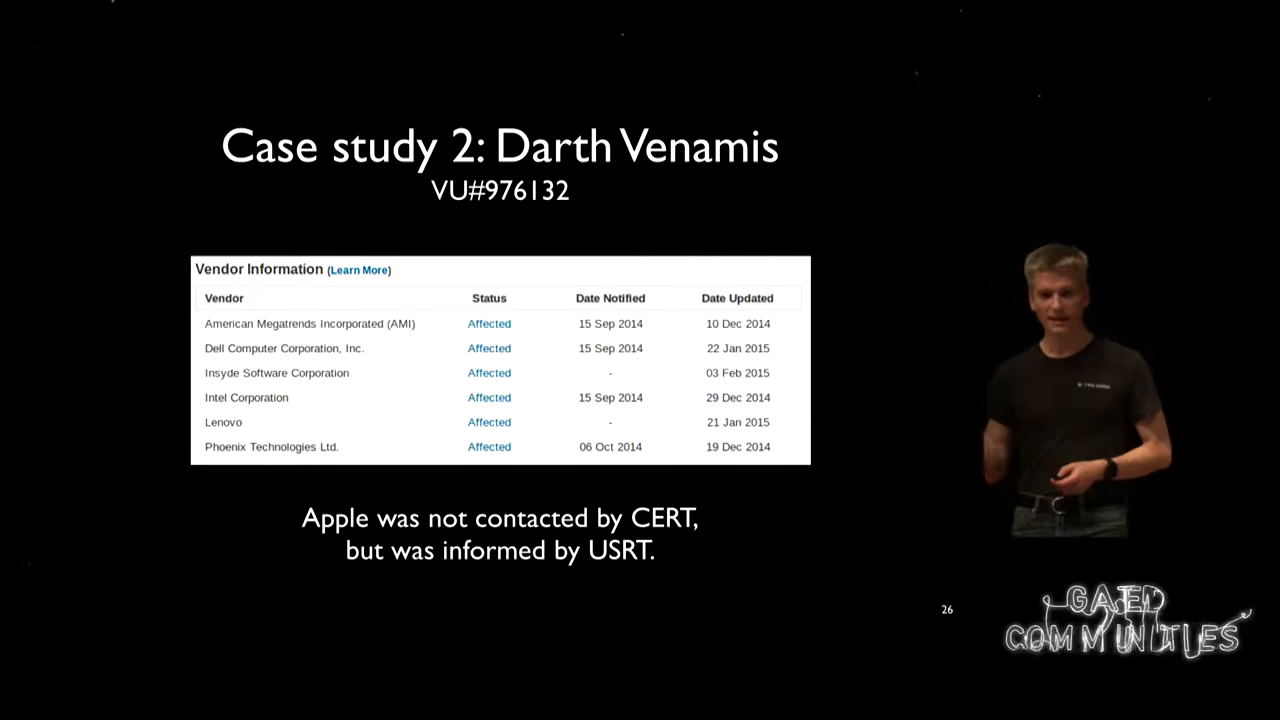 Case study 2: Darth Venamis
VU#976132
Vendor Information (Learn More)
Vendor Status Date Notified Date Updated
American Megatrends Incorporated (AMI) Affected 15 Sep 2014 10 Dec 2014
Dell Computer Corporation, Inc. Affected 15 Sep 2014 22 Jan 2015
Insyde Software Corporation Affected - 03 Feb 2015
Intel Corporation Affected 15 Sep 2014 29 Dec 2014
Lenovo Affected - 21 Jan 2015
Phoenix Technologies Ltd. Affected 06 Oct 2014 19 Dec 2014
Apple was not contacted by CERT,
but was informed by USRT.
26
GATED
COMMUNITIES